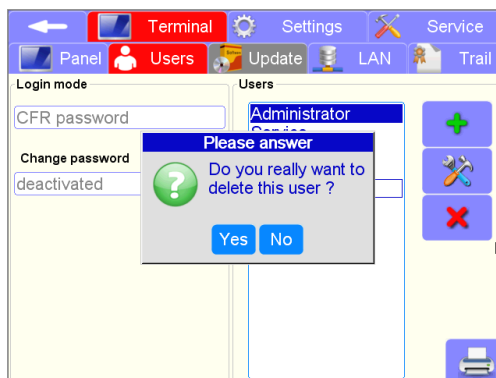 Terminal
Settings
Service
Panel
Users
Update
LAN
Trail
Login mode
Users
CFR password
Administrator
Service
Please answer
Change password
Do you really want to
deactivated
delete this user ?
Yes
No